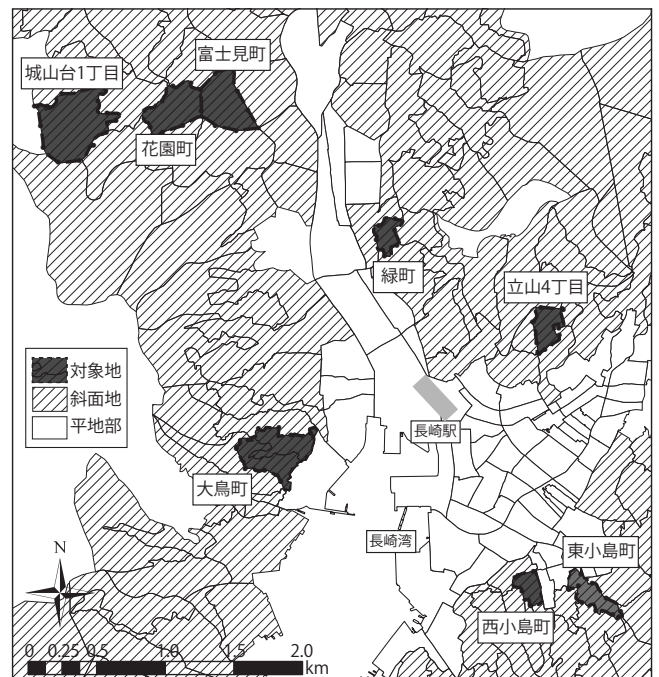 富士見町
城山台1丁目
花園町
緑町
立山4丁目
対象地
斜面地
平地部
長崎駅
大鳥町
長崎湾
東小島町
西小島町
N
0 0.25 0.5 1.0 1.5 2.0
km